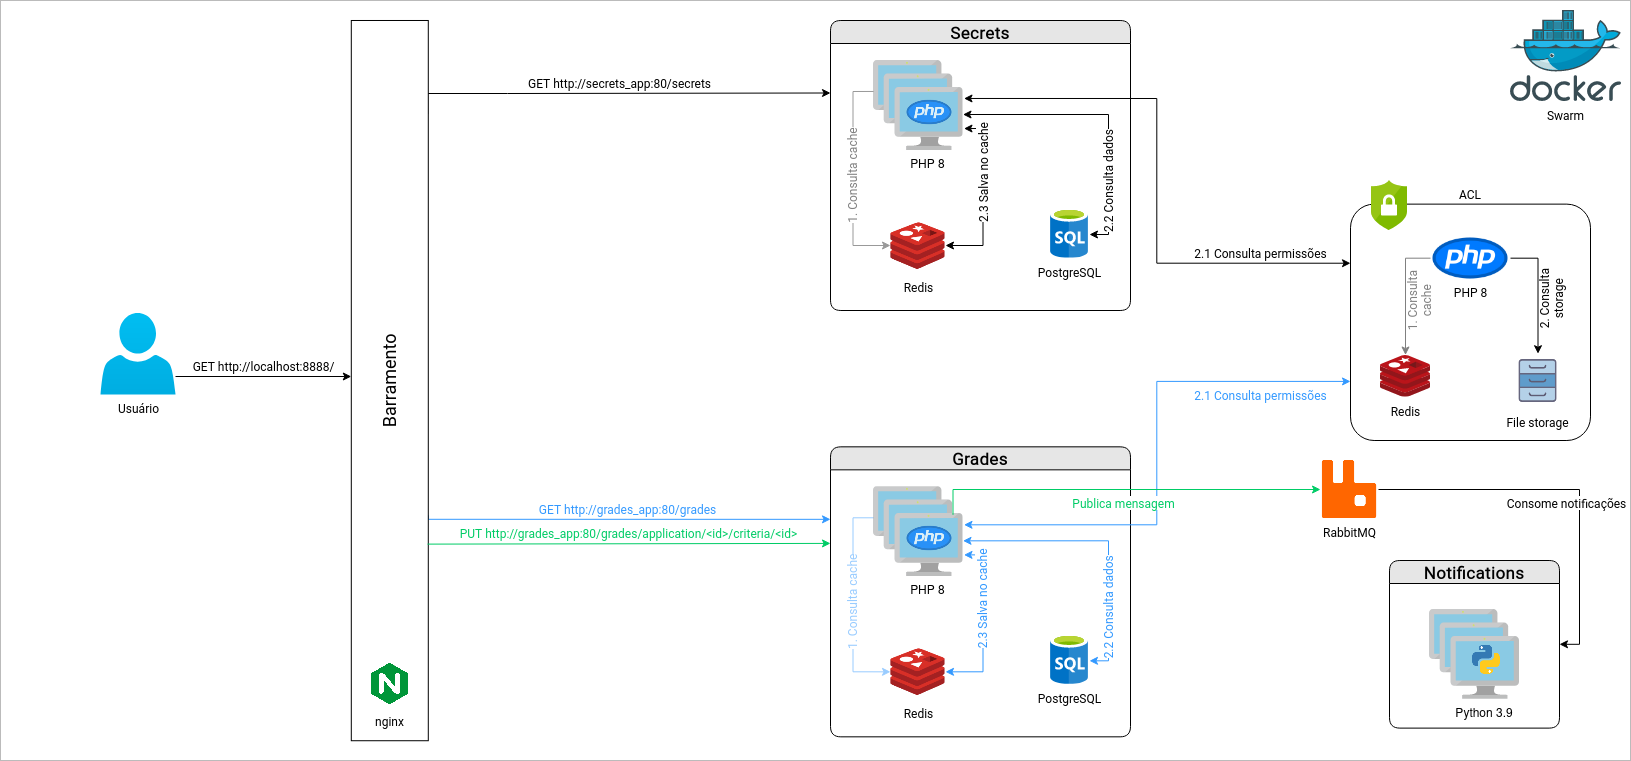 Secrets
docker
Swarm
GET http://secrets_app:80/secrets
php
PHP 8
1. Consulta cache
2.3 Salva no cache
2.2 Consulta dados
Redis
SQL
PostgreSQL
2.1 Consulta permissões
ACL
php
PHP 8
1. Consulta
cache
2. Consulta
storage
Redis
File storage
Usuário
GET http://localhost:8888/
Barramento
nginx
2.1 Consulta permissões
Grades
GET http://grades_app:80/grades
PUT http://grades_app:80/grades/application/<id>/criteria/<id>
php
PHP 8
1. Consulta cache
2.3 Salva no cache
2.2 Consulta dados
Redis
SQL
PostgreSQL
Publica mensagem
RabbitMQ
Consome notificações
Notifications
Python 3.9